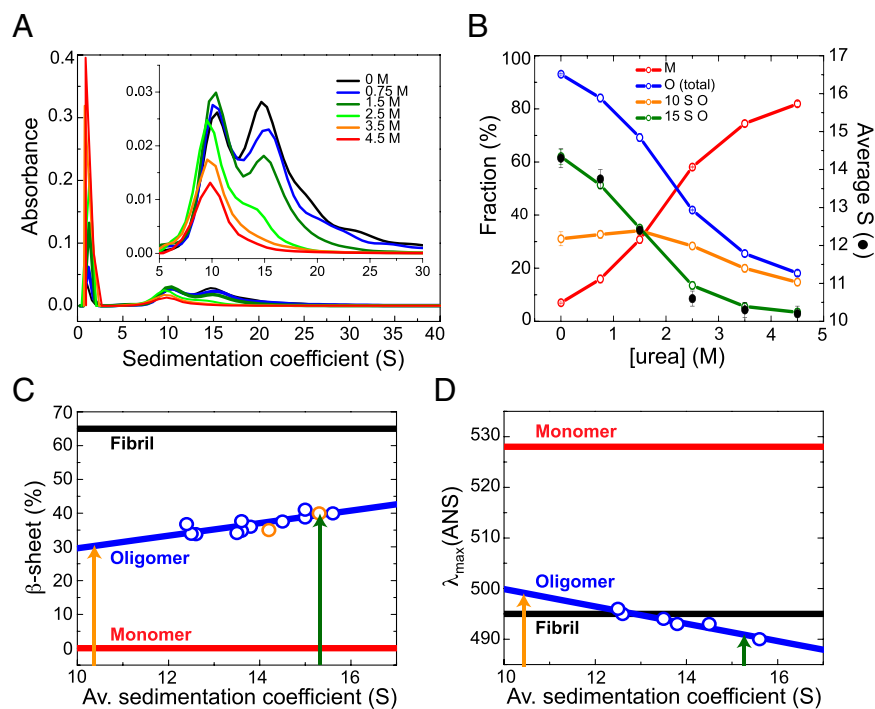 A
0.4
0.3
0.2
0.1
0.0
Absorbance
0 5 10 15 20 25 30 35 40
Sedimentation coefficient (S)
0.03
0.02
0.01
0.00
5 10 15 20 25 30
0 M
0.75 M
1.5 M
2.5 M
3.5 M
4.5 M
B
100
80
60
40
20
0
Fraction (%)
0 1 2 3 4 5
[urea] (M)
17
16
15
14
13
12
11
10
Average S (●)
M
O (total)
10 S O
15 S O
C
70
60
50
40
30
20
10
0
β-sheet (%)
Fibril
Oligomer
Monomer
10 12 14 16
Av. sedimentation coefficient (S)
D
530
520
510
500
490
λmax(ANS)
Monomer
Oligomer
Fibril
10 12 14 16
Av. sedimentation coefficient (S)